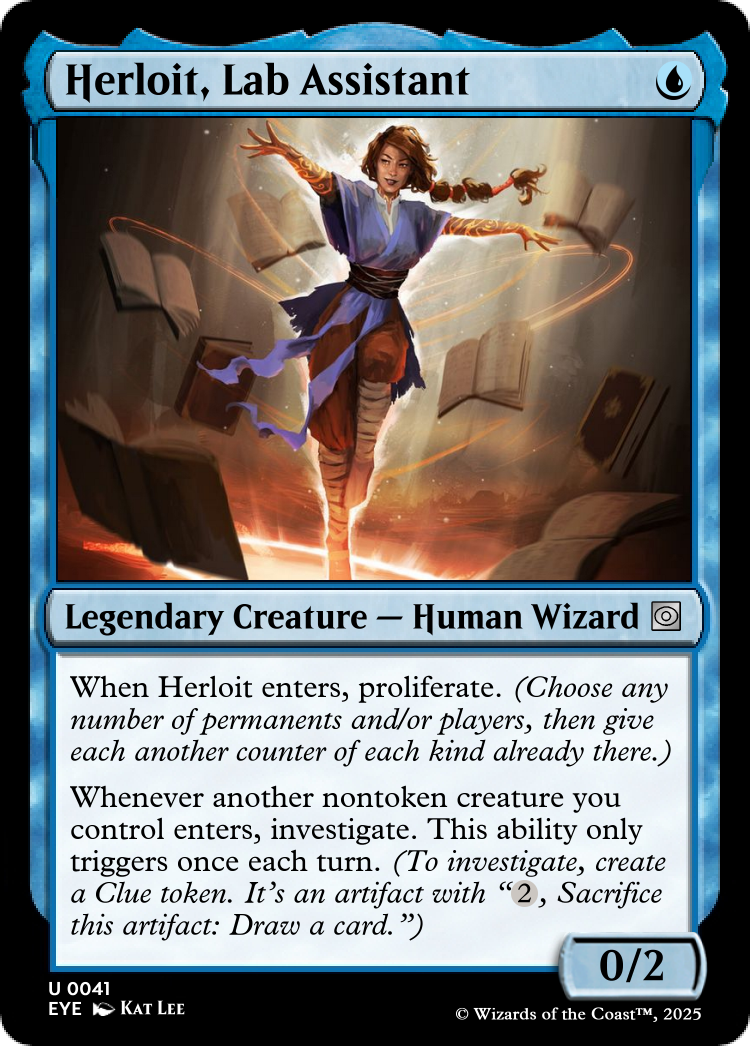 Herloit, Lab Assistant
Legendary Creature — Human Wizard
When Herloit enters, proliferate. (Choose any
number of permanents and/or players, then give
each another counter of each kind already there.)
Whenever another nontoken creature you
control enters, investigate. This ability only
triggers once each turn. (To investigate, create
a Clue token. It's an artifact with “2, Sacrifice
this artifact: Draw a card.”)
0/2
U 0041
EYE Kat Lee
© Wizards of the Coast™, 2025